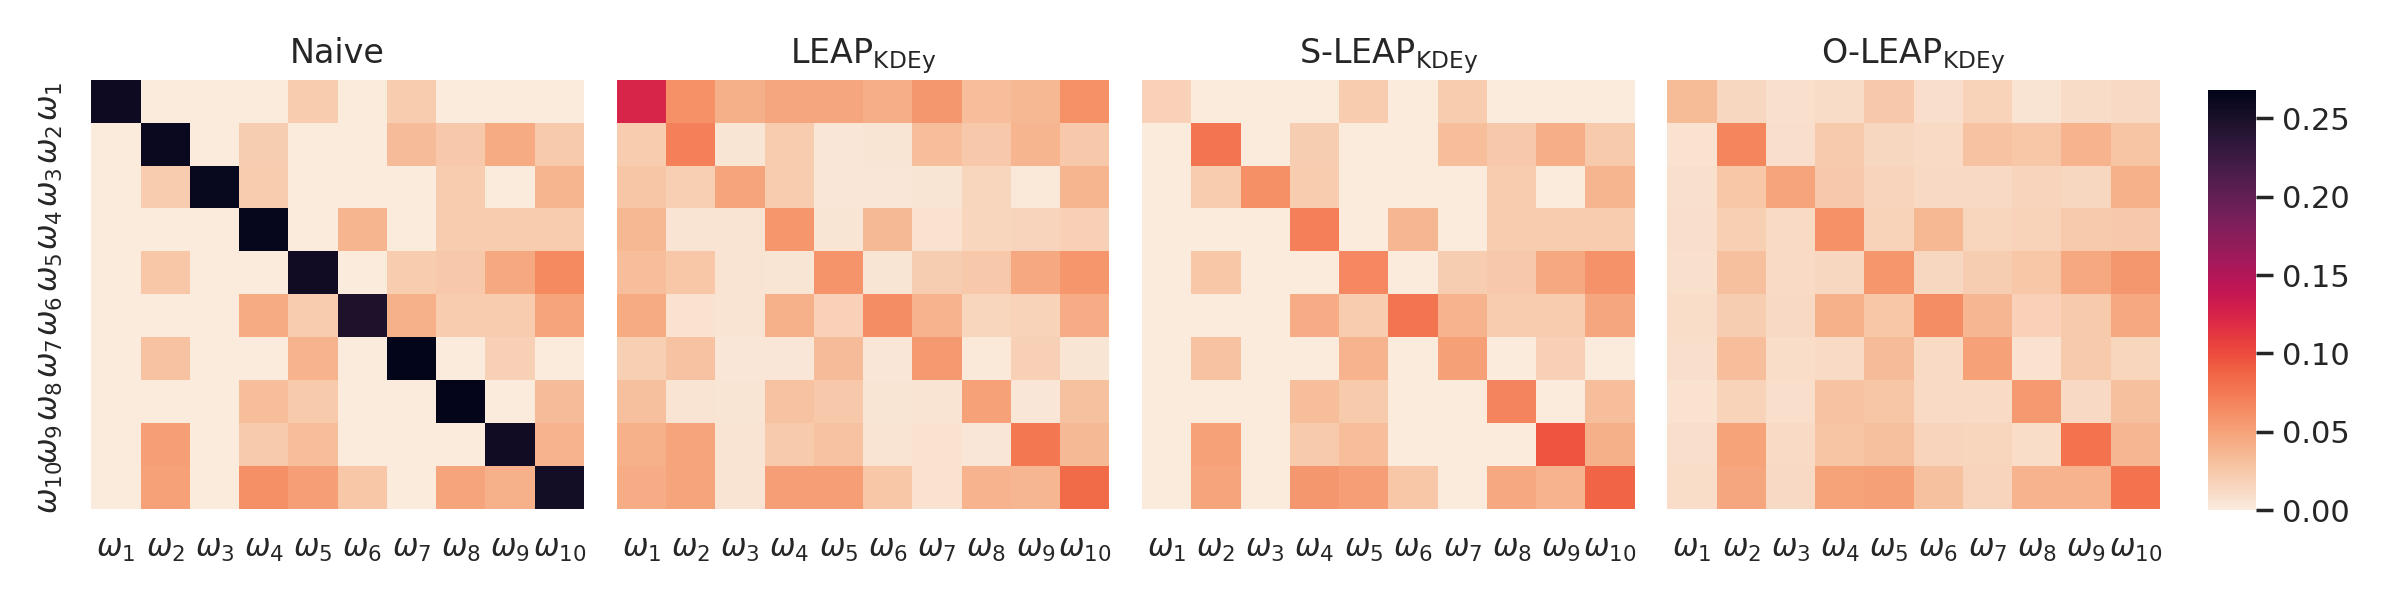 Naive
LEAP_KDEy
S-LEAP_KDEy
O-LEAP_KDEy
ω₁
ω₂
ω₃
ω₄
ω₅
ω₆
ω₇
ω₈
ω₉
ω₁₀
ω₁ ω₂ ω₃ ω₄ ω₅ ω₆ ω₇ ω₈ ω₉ ω₁₀
ω₁ ω₂ ω₃ ω₄ ω₅ ω₆ ω₇ ω₈ ω₉ ω₁₀
ω₁ ω₂ ω₃ ω₄ ω₅ ω₆ ω₇ ω₈ ω₉ ω₁₀
ω₁ ω₂ ω₃ ω₄ ω₅ ω₆ ω₇ ω₈ ω₉ ω₁₀
0.25
0.20
0.15
0.10
0.05
0.00